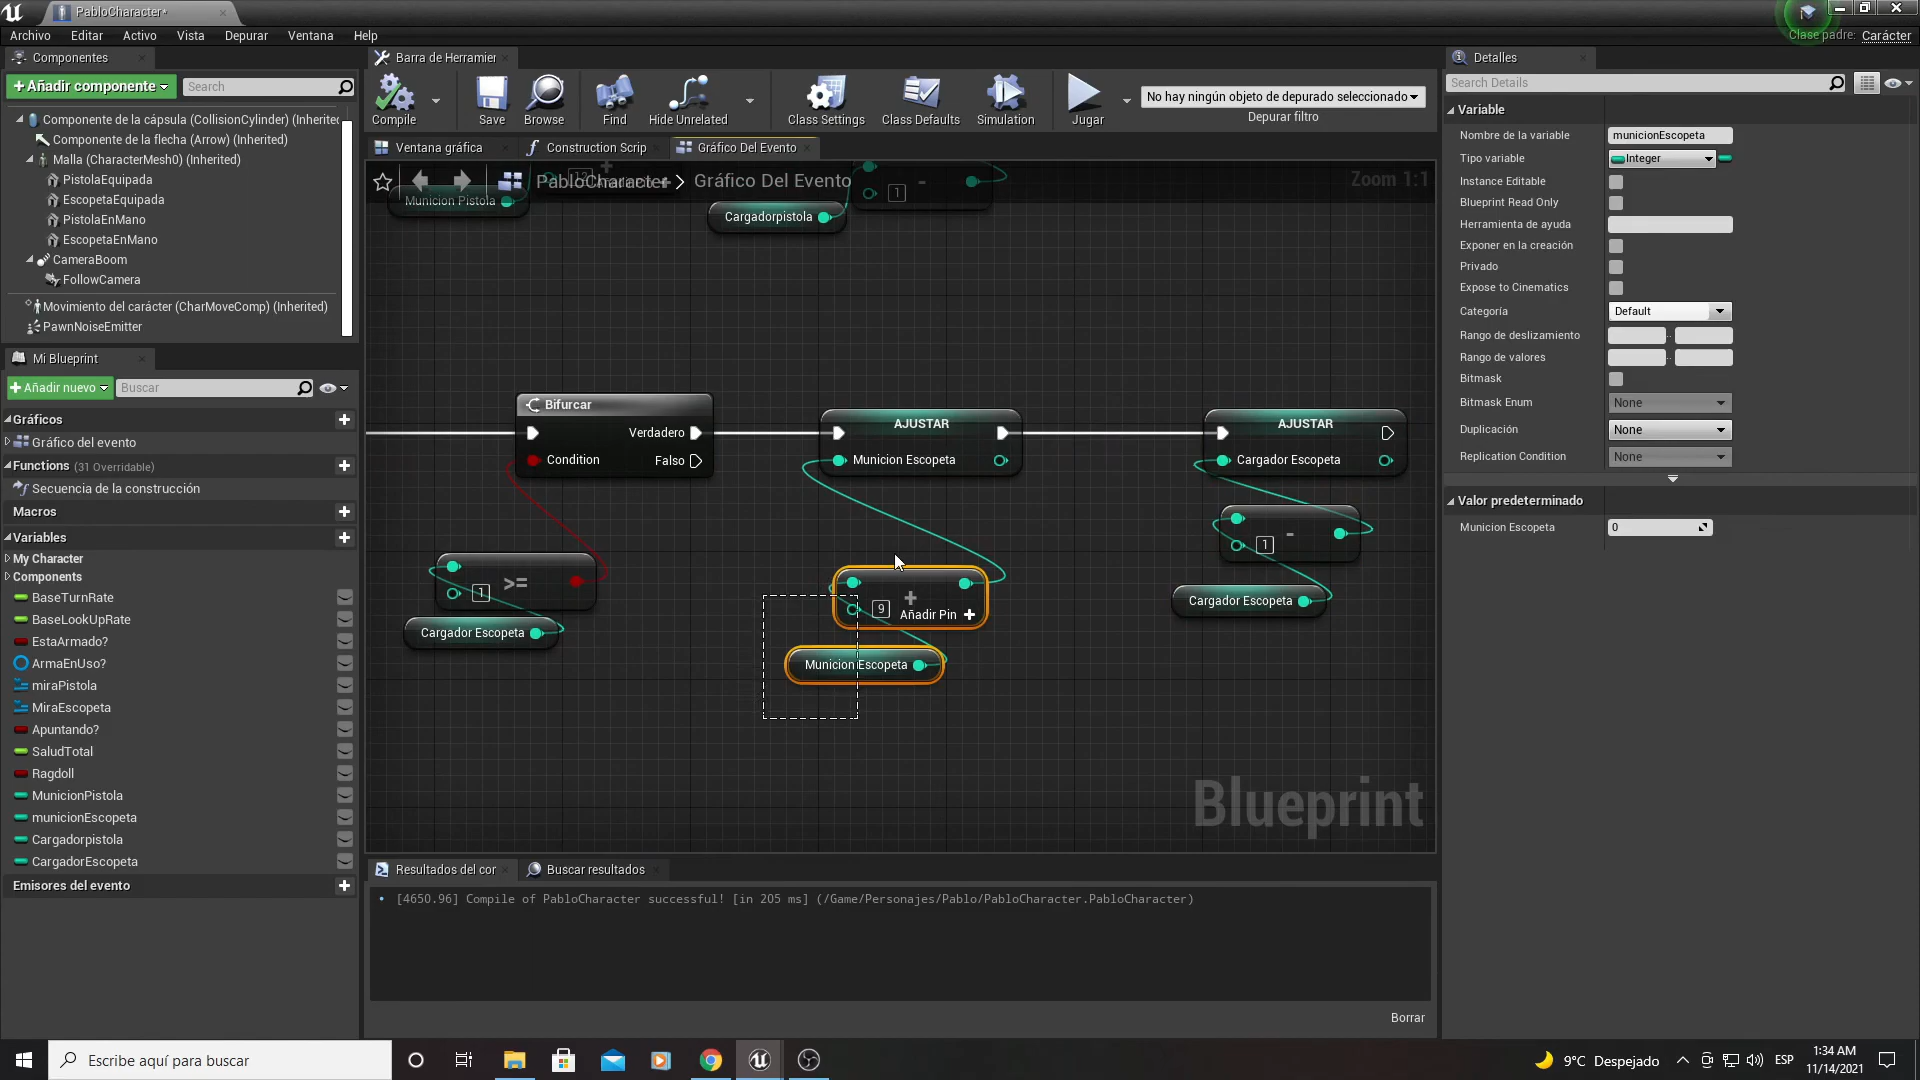 PabloCharacter*
Archivo Editar Activo Vista Depurar Ventana Help
Clase padre: Carácter
Componentes
Añadir componente
Search
Componente de la cápsula (CollisionCylinder) (Inherite
Componente de la flecha (Arrow) (Inherited)
Malla (CharacterMesh0) (Inherited)
PistolaEquipada
EscopetaEquipada
PistolaEnMano
EscopetaEnMano
CameraBoom
FollowCamera
Movimiento del carácter (CharMoveComp) (Inherited)
PawnNoiseEmitter
Mi Blueprint
Añadir nuevo
Buscar
Gráficos
Gráfico del evento
Functions (31 Overridable)
Secuencia de la construcción
Macros
Variables
My Character
Components
BaseTurnRate
BaseLookUpRate
EstaArmado?
ArmaEnUso?
miraPistola
MiraEscopeta
Apuntando?
SaludTotal
Ragdoll
MunicionPistola
municionEscopeta
Cargadorpistola
CargadorEscopeta
Emisores del evento
Barra de Herramier
Compile Save Browse Find Hide Unrelated Class Settings Class Defaults Simulation Jugar
No hay ningún objeto de depurado seleccionado
Depurar filtro
Ventana gráfica
Construction Scrip
Gráfico Del Evento
PabloCharacter > Gráfico Del Evento
Zoom 1:1
Municion Pistola
12
Cargadorpistola
1 -
Bifurcar
Verdadero
Condition Falso
AJUSTAR
Municion Escopeta
AJUSTAR
Cargador Escopeta
1 >=
Cargador Escopeta
9 +
Añadir Pin +
Municion Escopeta
1 -
Cargador Escopeta
Blueprint
Resultados del cor
Buscar resultados
[4650.96] Compile of PabloCharacter successful! [in 205 ms] (/Game/Personajes/Pablo/PabloCharacter.PabloCharacter)
Borrar
Detalles
Search Details
Variable
Nombre de la variable municionEscopeta
Tipo variable Integer
Instance Editable
Blueprint Read Only
Herramienta de ayuda
Exponer en la creación
Privado
Expose to Cinematics
Categoría Default
Rango de deslizamiento
Rango de valores
Bitmask
Bitmask Enum None
Duplicación None
Replication Condition None
Valor predeterminado
Municion Escopeta 0
Escribe aquí para buscar
9°C Despejado
ESP
1:34 AM
11/14/2021